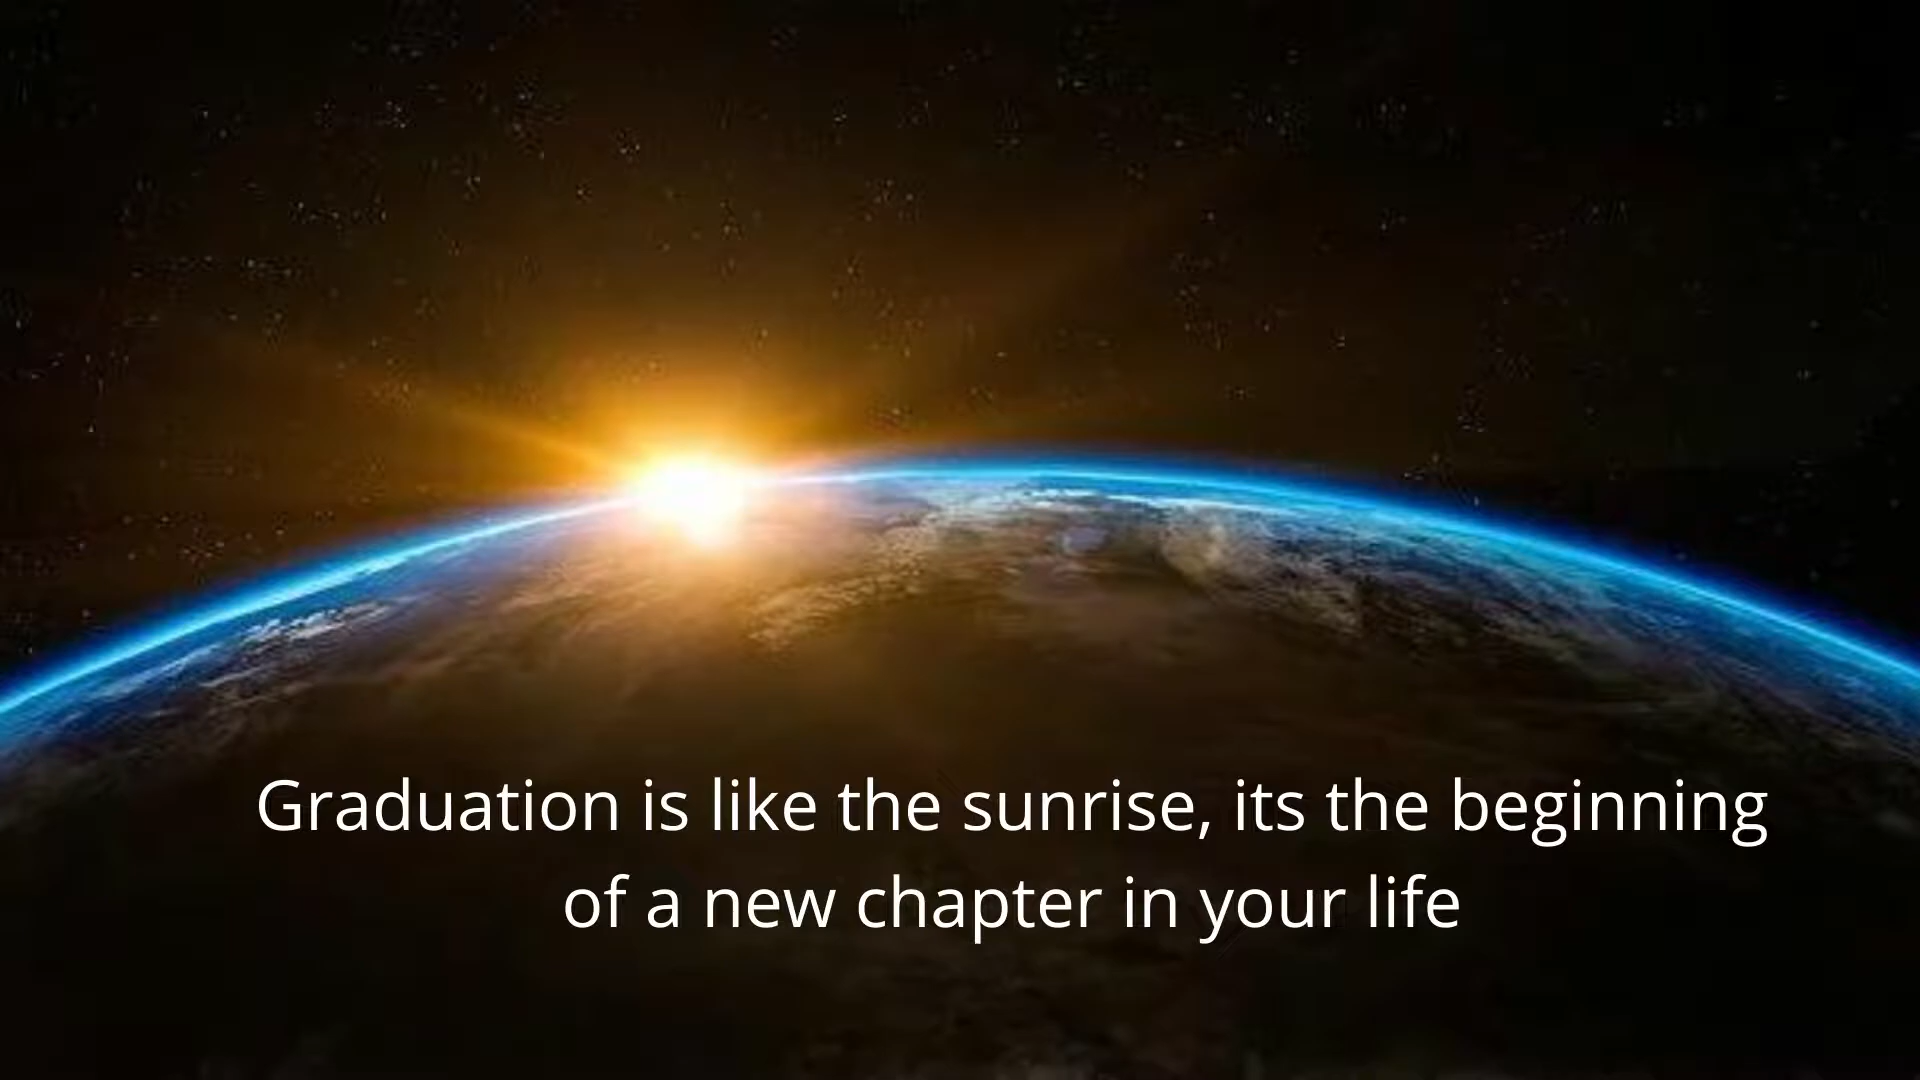 Graduation is like the sunrise, its the beginning
of a new chapter in your life